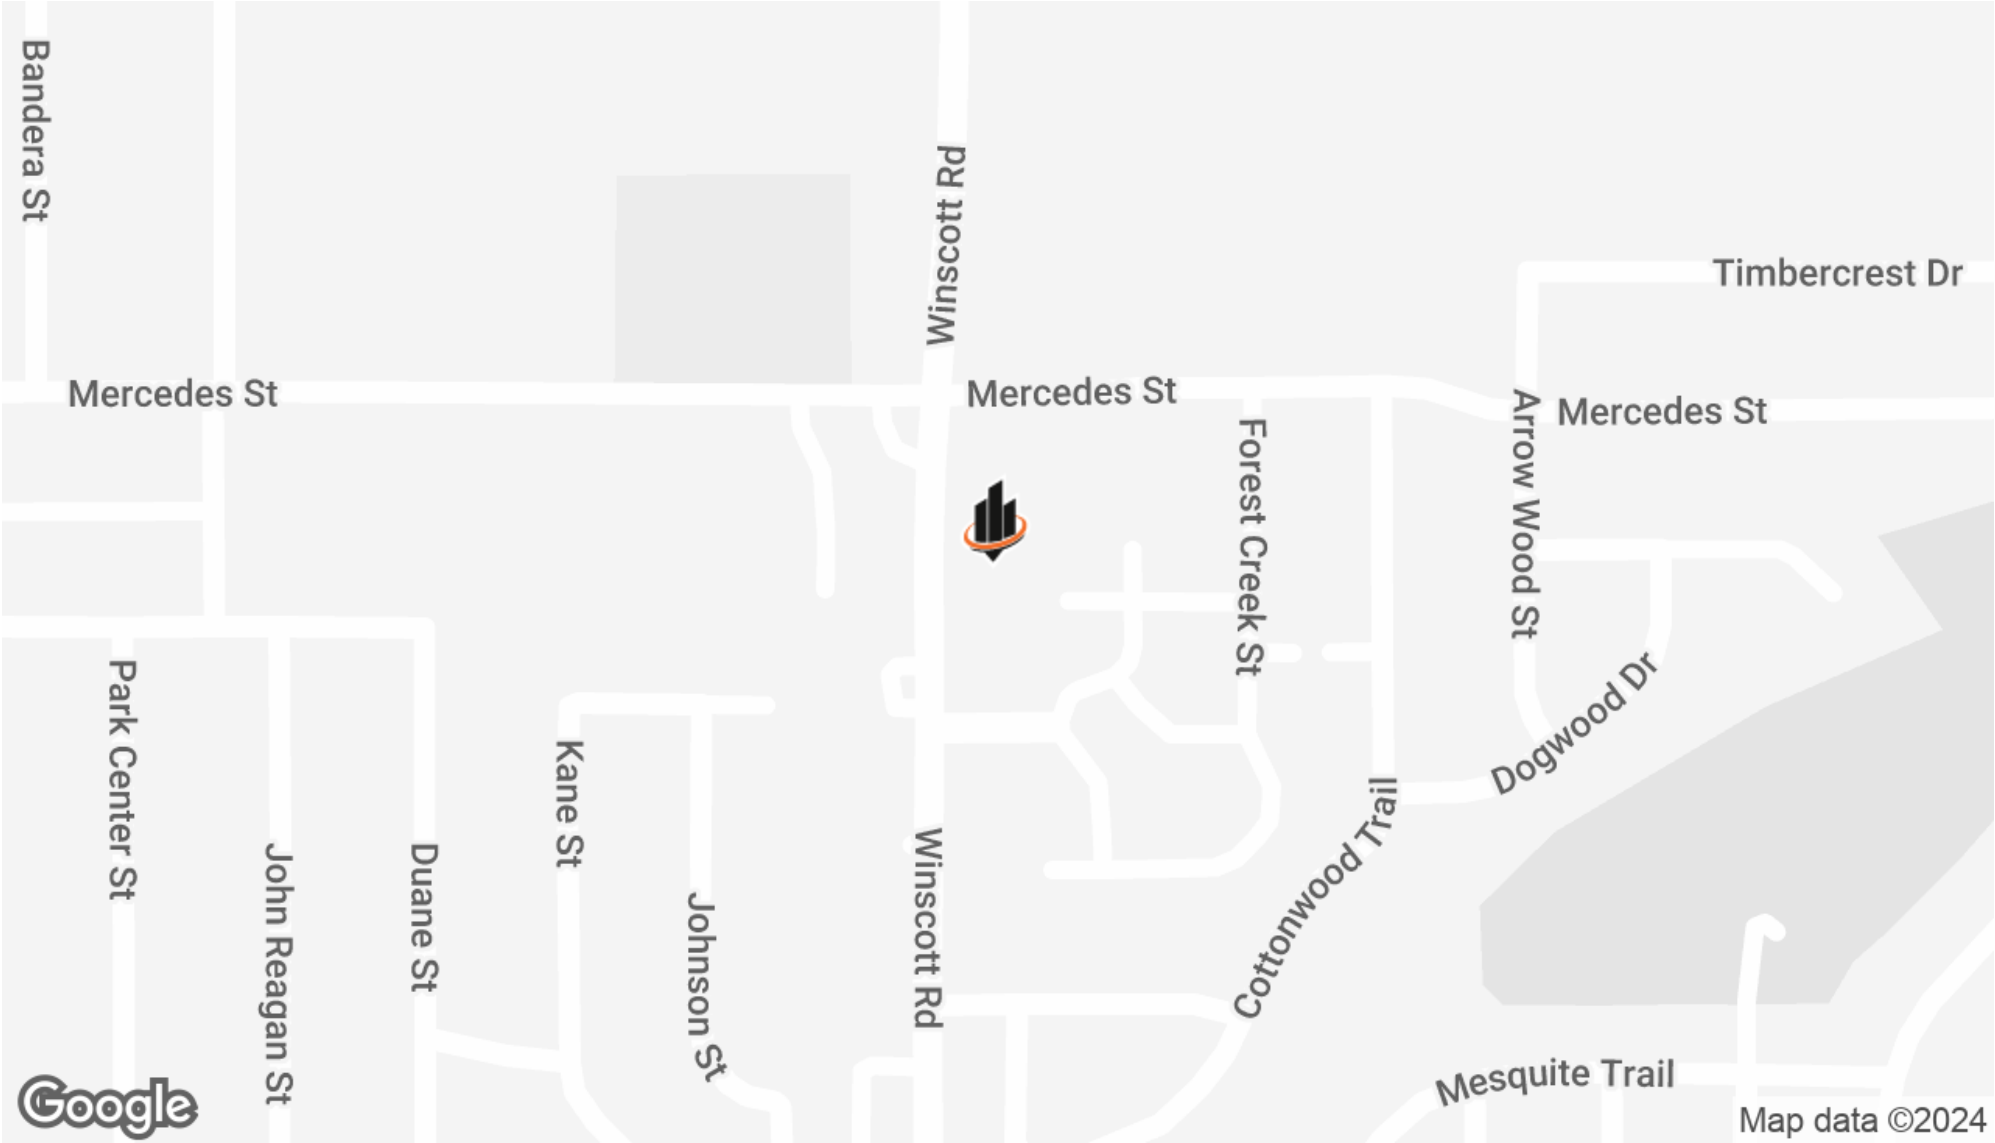 Bandera St
Winscott Rd
Timbercrest Dr
Mercedes St
Mercedes St
Mercedes St
Arrow Wood St
Forest Creek St
Park Center St
Dogwood Dr
Kane St
Cottonwood Trail
Winscott Rd
John Reagan St
Duane St
Johnson St
Mesquite Trail
Google
Map data ©2024